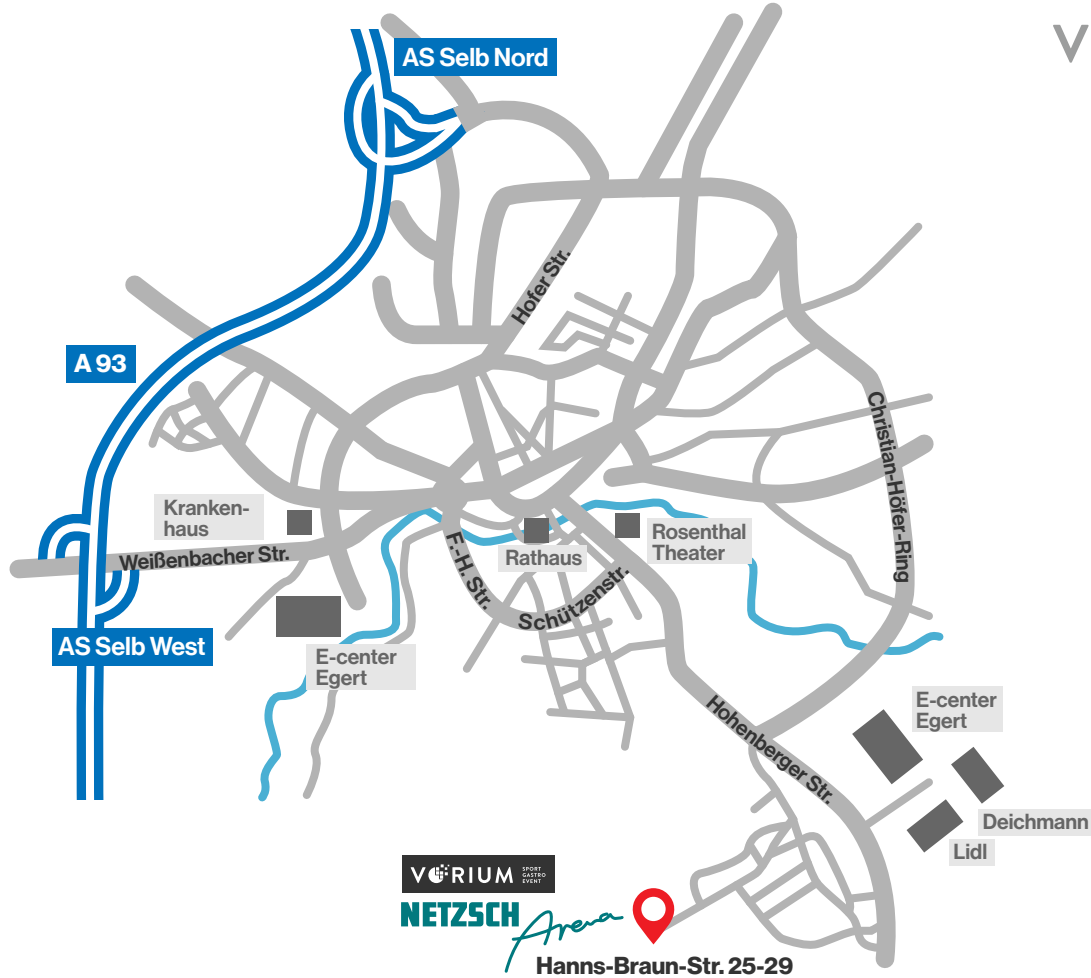 AS Selb Nord
V
Hofer Str.
A 93
Christian-Höfer-Ring
Kranken-
haus
Rosenthal
Theater
Rathaus
Weißenbacher Str.
F.-H. Str.
Schützenstr.
AS Selb West
E-center
Egert
Hohenberger Str.
E-center
Egert
Deichmann
Lidl
VORIUM SPORT
GASTRO
EVENT
NETZSCH Arena
Hanns-Braun-Str. 25-29